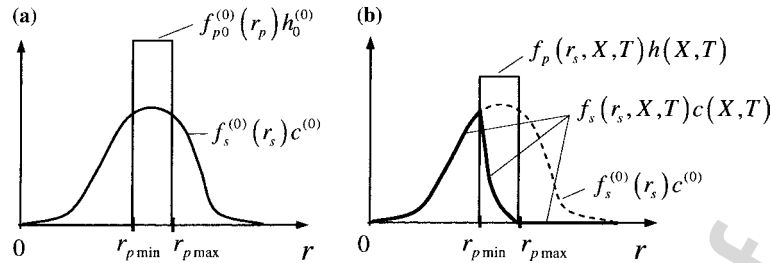 (a)
f_{p0}^{(0)}(r_p)h_0^{(0)}
f_s^{(0)}(r_s)c^{(0)}
0
r_{p min}
r_{p max}
r
(b)
f_p(r_s,X,T)h(X,T)
f_s(r_s,X,T)c(X,T)
f_s^{(0)}(r_s)c^{(0)}
0
r_{p min}
r_{p max}
r